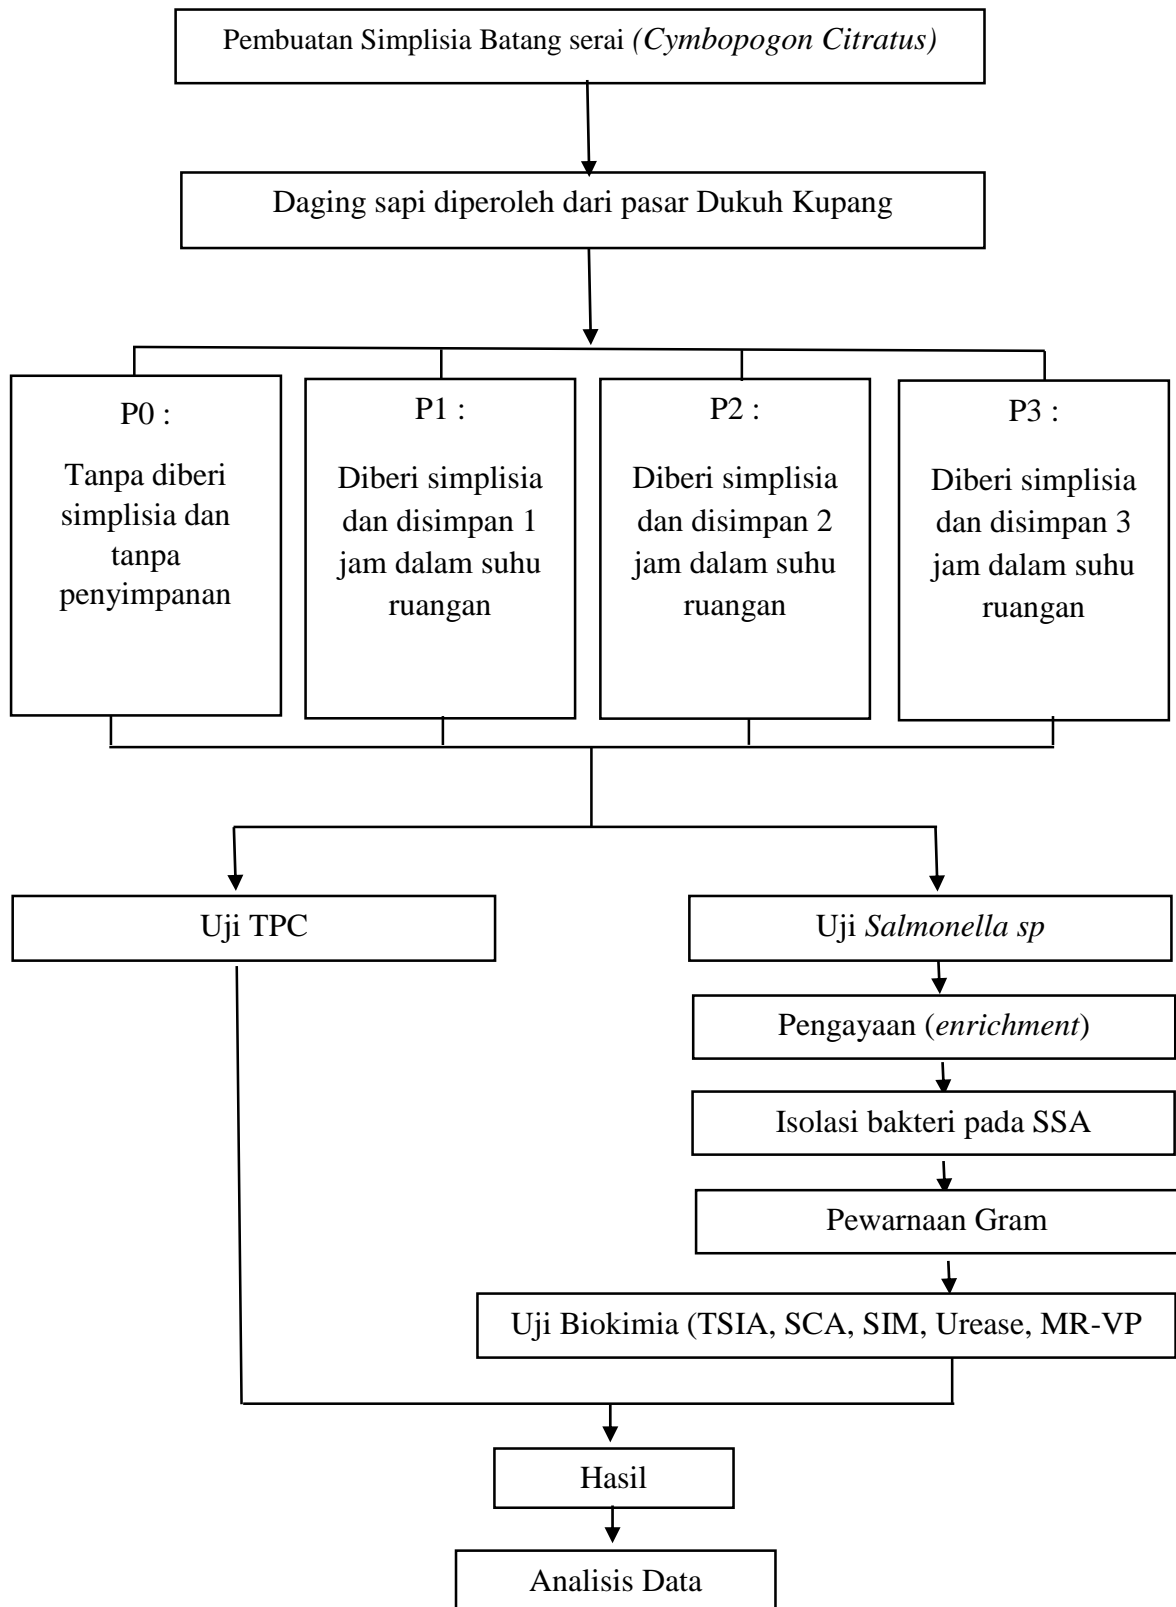 Pembuatan Simplisia Batang serai (Cymbopogon Citratus)
Daging sapi diperoleh dari pasar Dukuh Kupang
P0 :
Tanpa diberi
simplisia dan
tanpa
penyimpanan
P1 :
Diberi simplisia
dan disimpan 1
jam dalam suhu
ruangan
P2 :
Diberi simplisia
dan disimpan 2
jam dalam suhu
ruangan
P3 :
Diberi simplisia
dan disimpan 3
jam dalam suhu
ruangan
Uji TPC
Uji Salmonella sp
Pengayaan (enrichment)
Isolasi bakteri pada SSA
Pewarnaan Gram
Uji Biokimia (TSIA, SCA, SIM, Urease, MR-VP
Hasil
Analisis Data